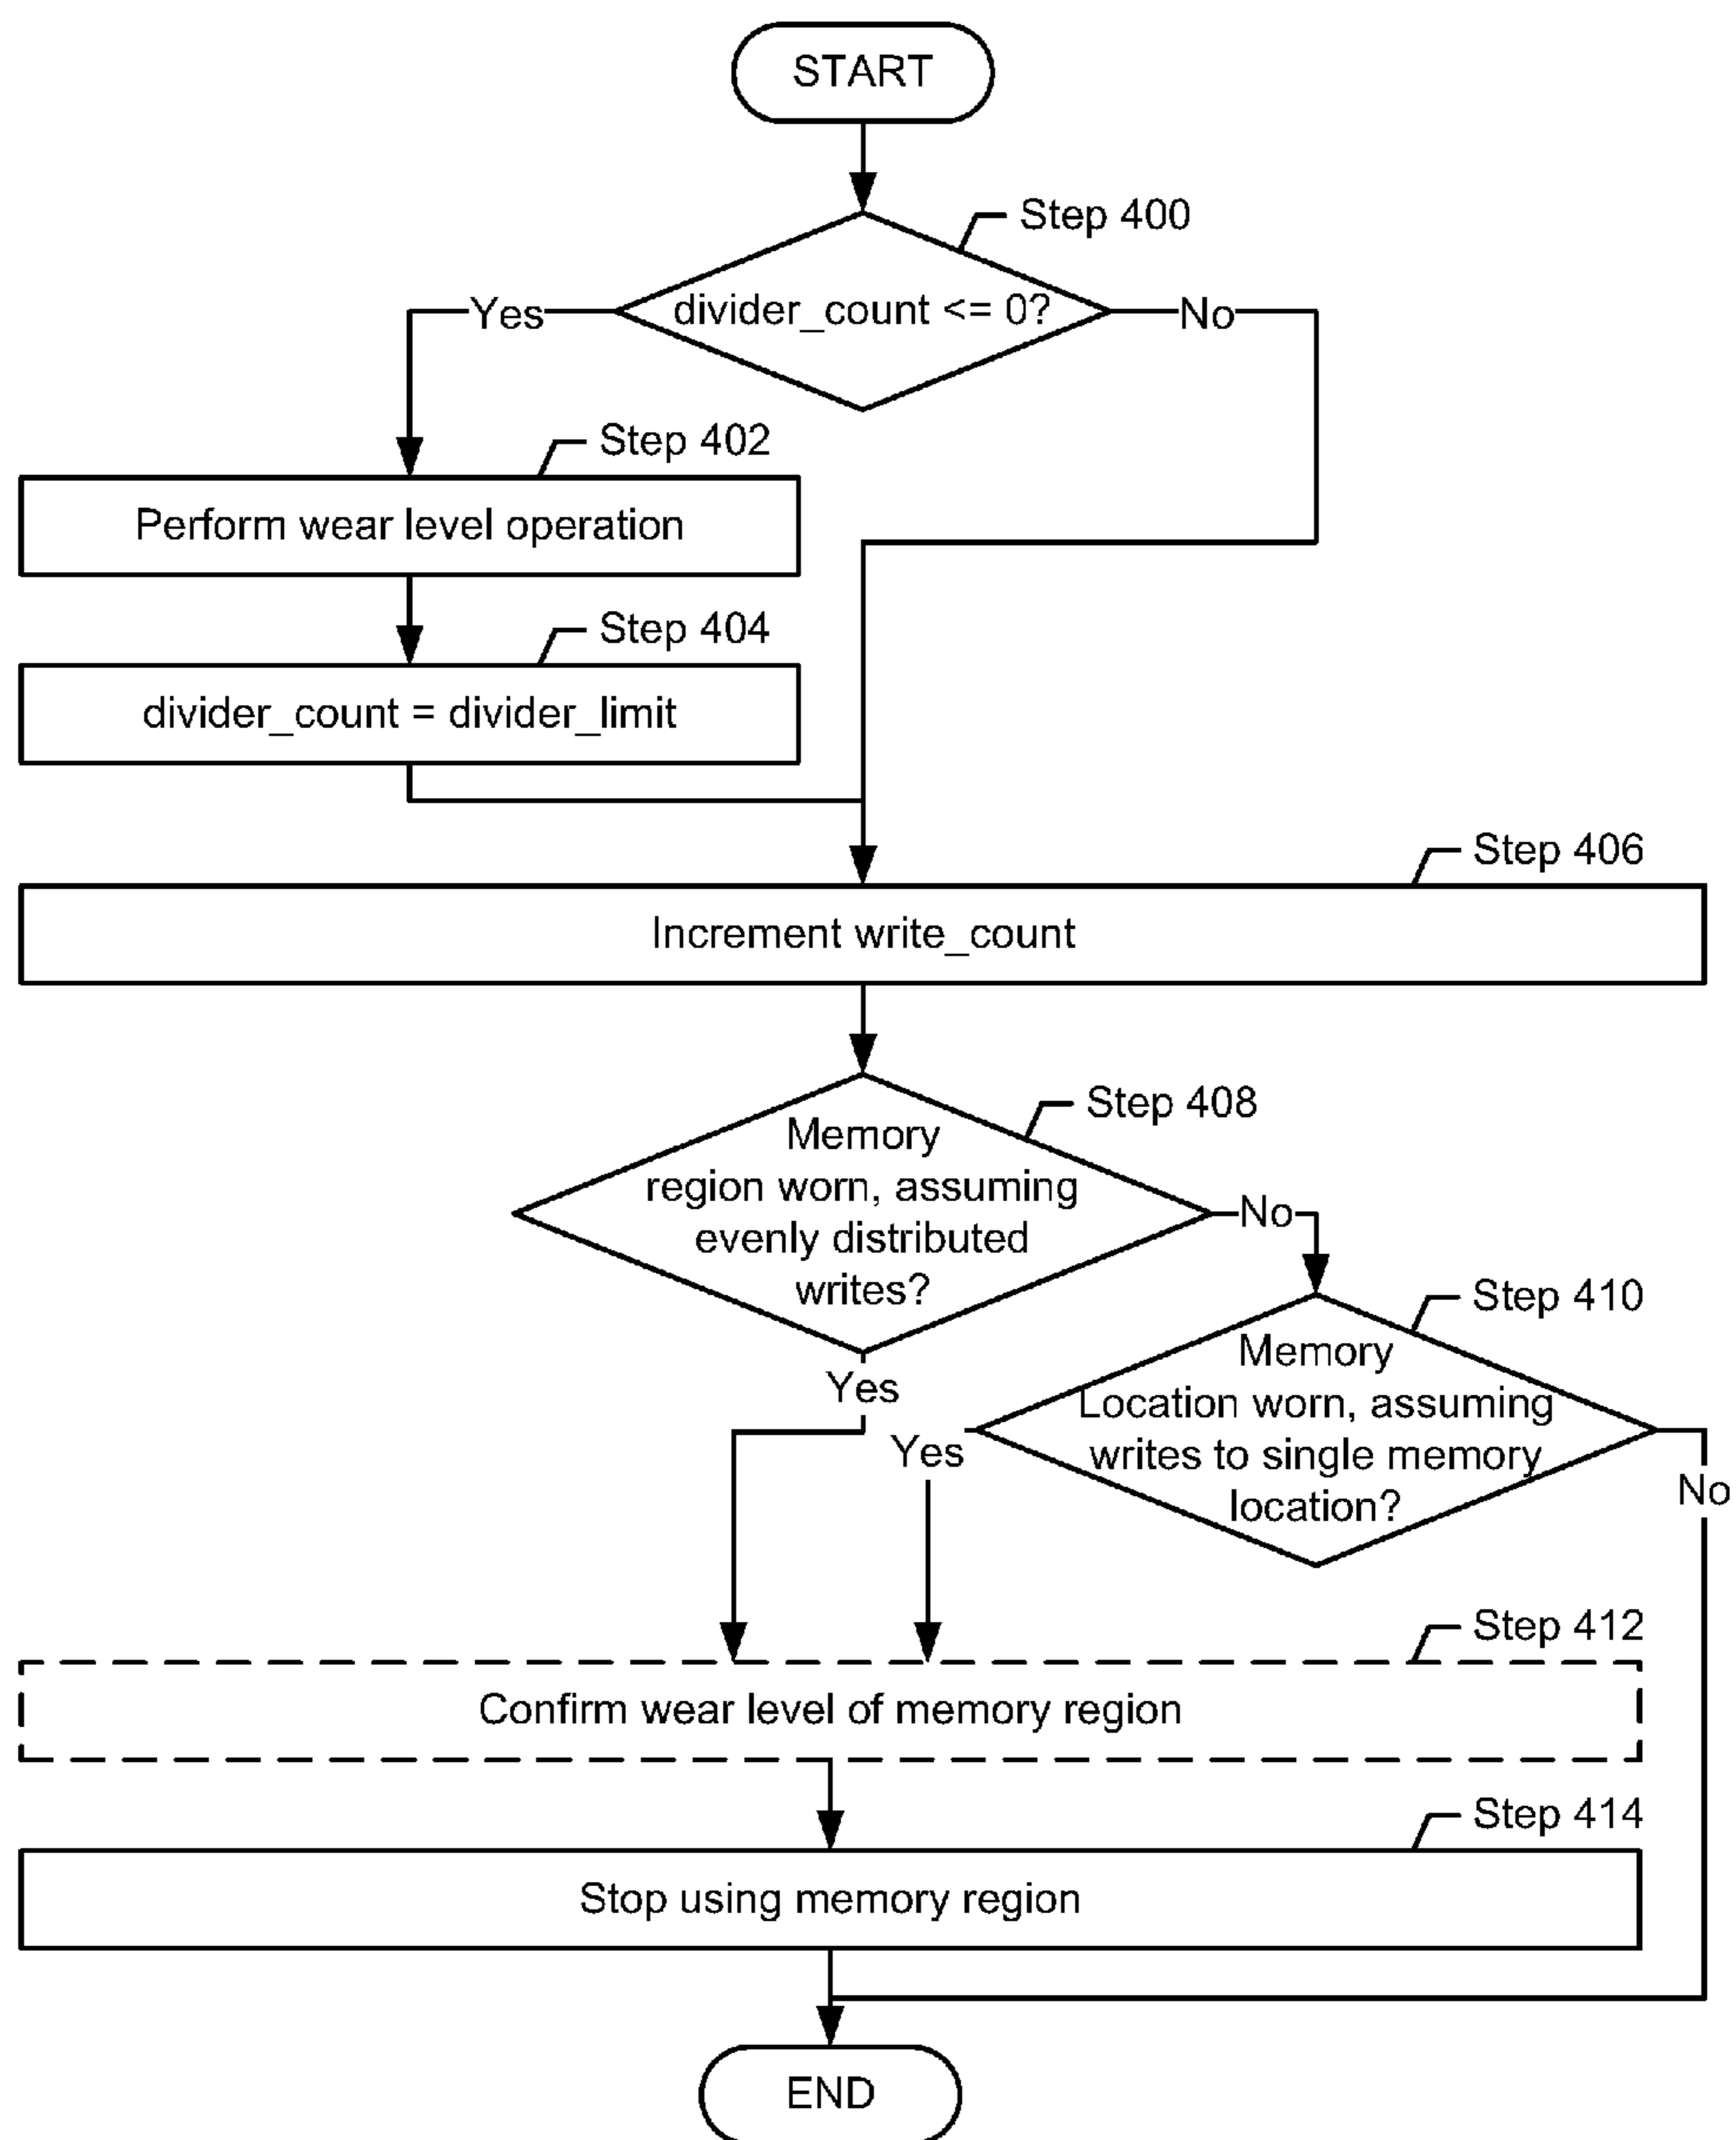 START
Step 400
divider_count <= 0?
Yes
No
Step 402
Perform wear level operation
Step 404
divider_count = divider_limit
Step 406
Increment write_count
Step 408
Memory
region worn, assuming
evenly distributed
writes?
No
Yes
Step 410
Memory
Location worn, assuming
writes to single memory
location?
Yes
No
Step 412
Confirm wear level of memory region
Step 414
Stop using memory region
END